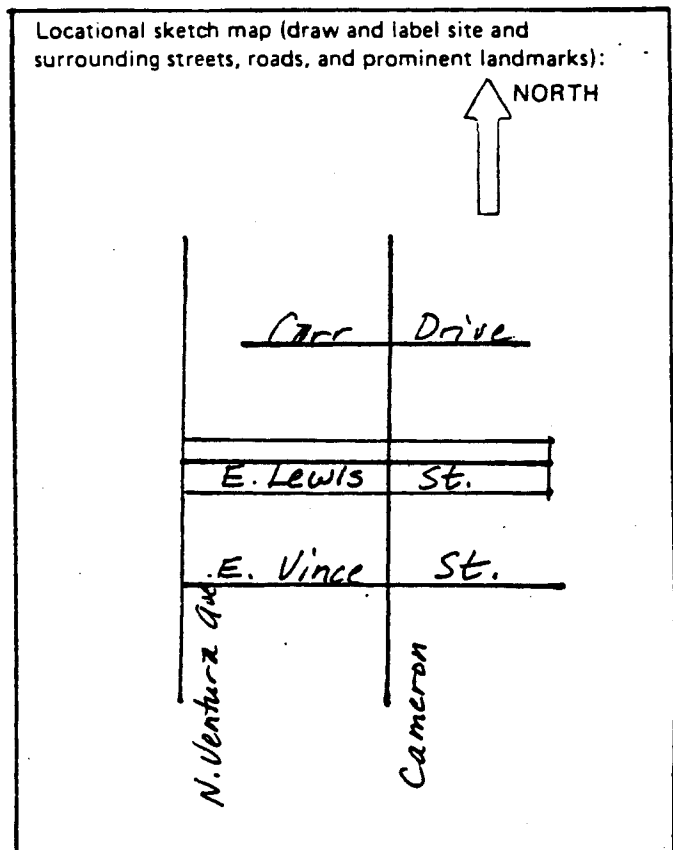 Locational sketch map (draw and label site and
surrounding streets, roads, and prominent landmarks):
NORTH
Carr Drive
E. Lewis St.
E. Vince St.
N. Ventura Ave
Cameron